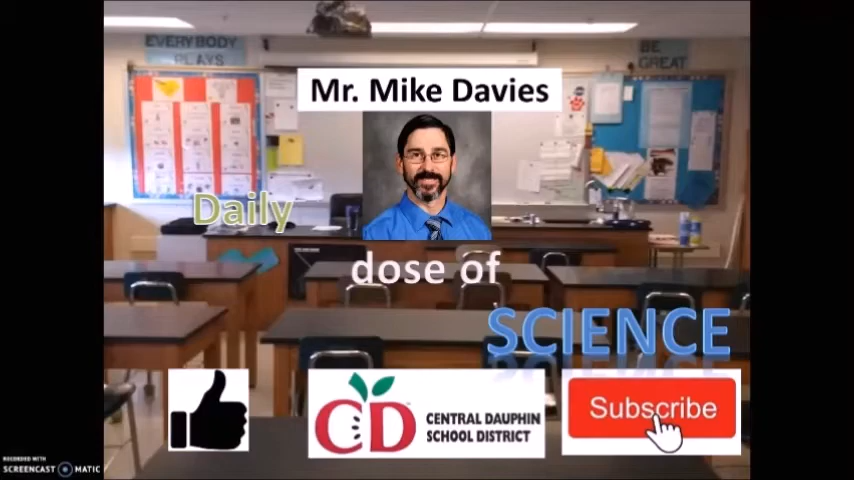 EVERYBODY
PLAYS
BE
GREAT
Mr. Mike Davies
Daily
dose of
SCIENCE
CD
CENTRAL DAUPHIN
SCHOOL DISTRICT
Subscribe
RECORDED WITH
SCREENCAST MATIC